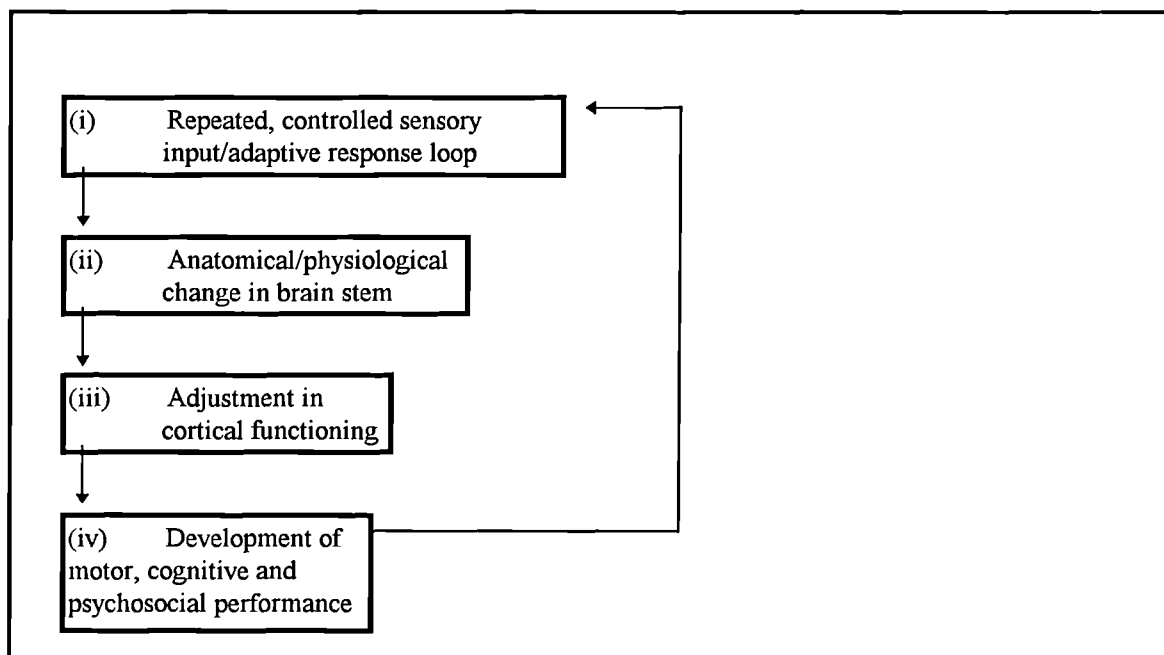 (i) Repeated, controlled sensory
input/adaptive response loop
(ii) Anatomical/physiological
change in brain stem
(iii) Adjustment in
cortical functioning
(iv) Development of
motor, cognitive and
psychosocial performance